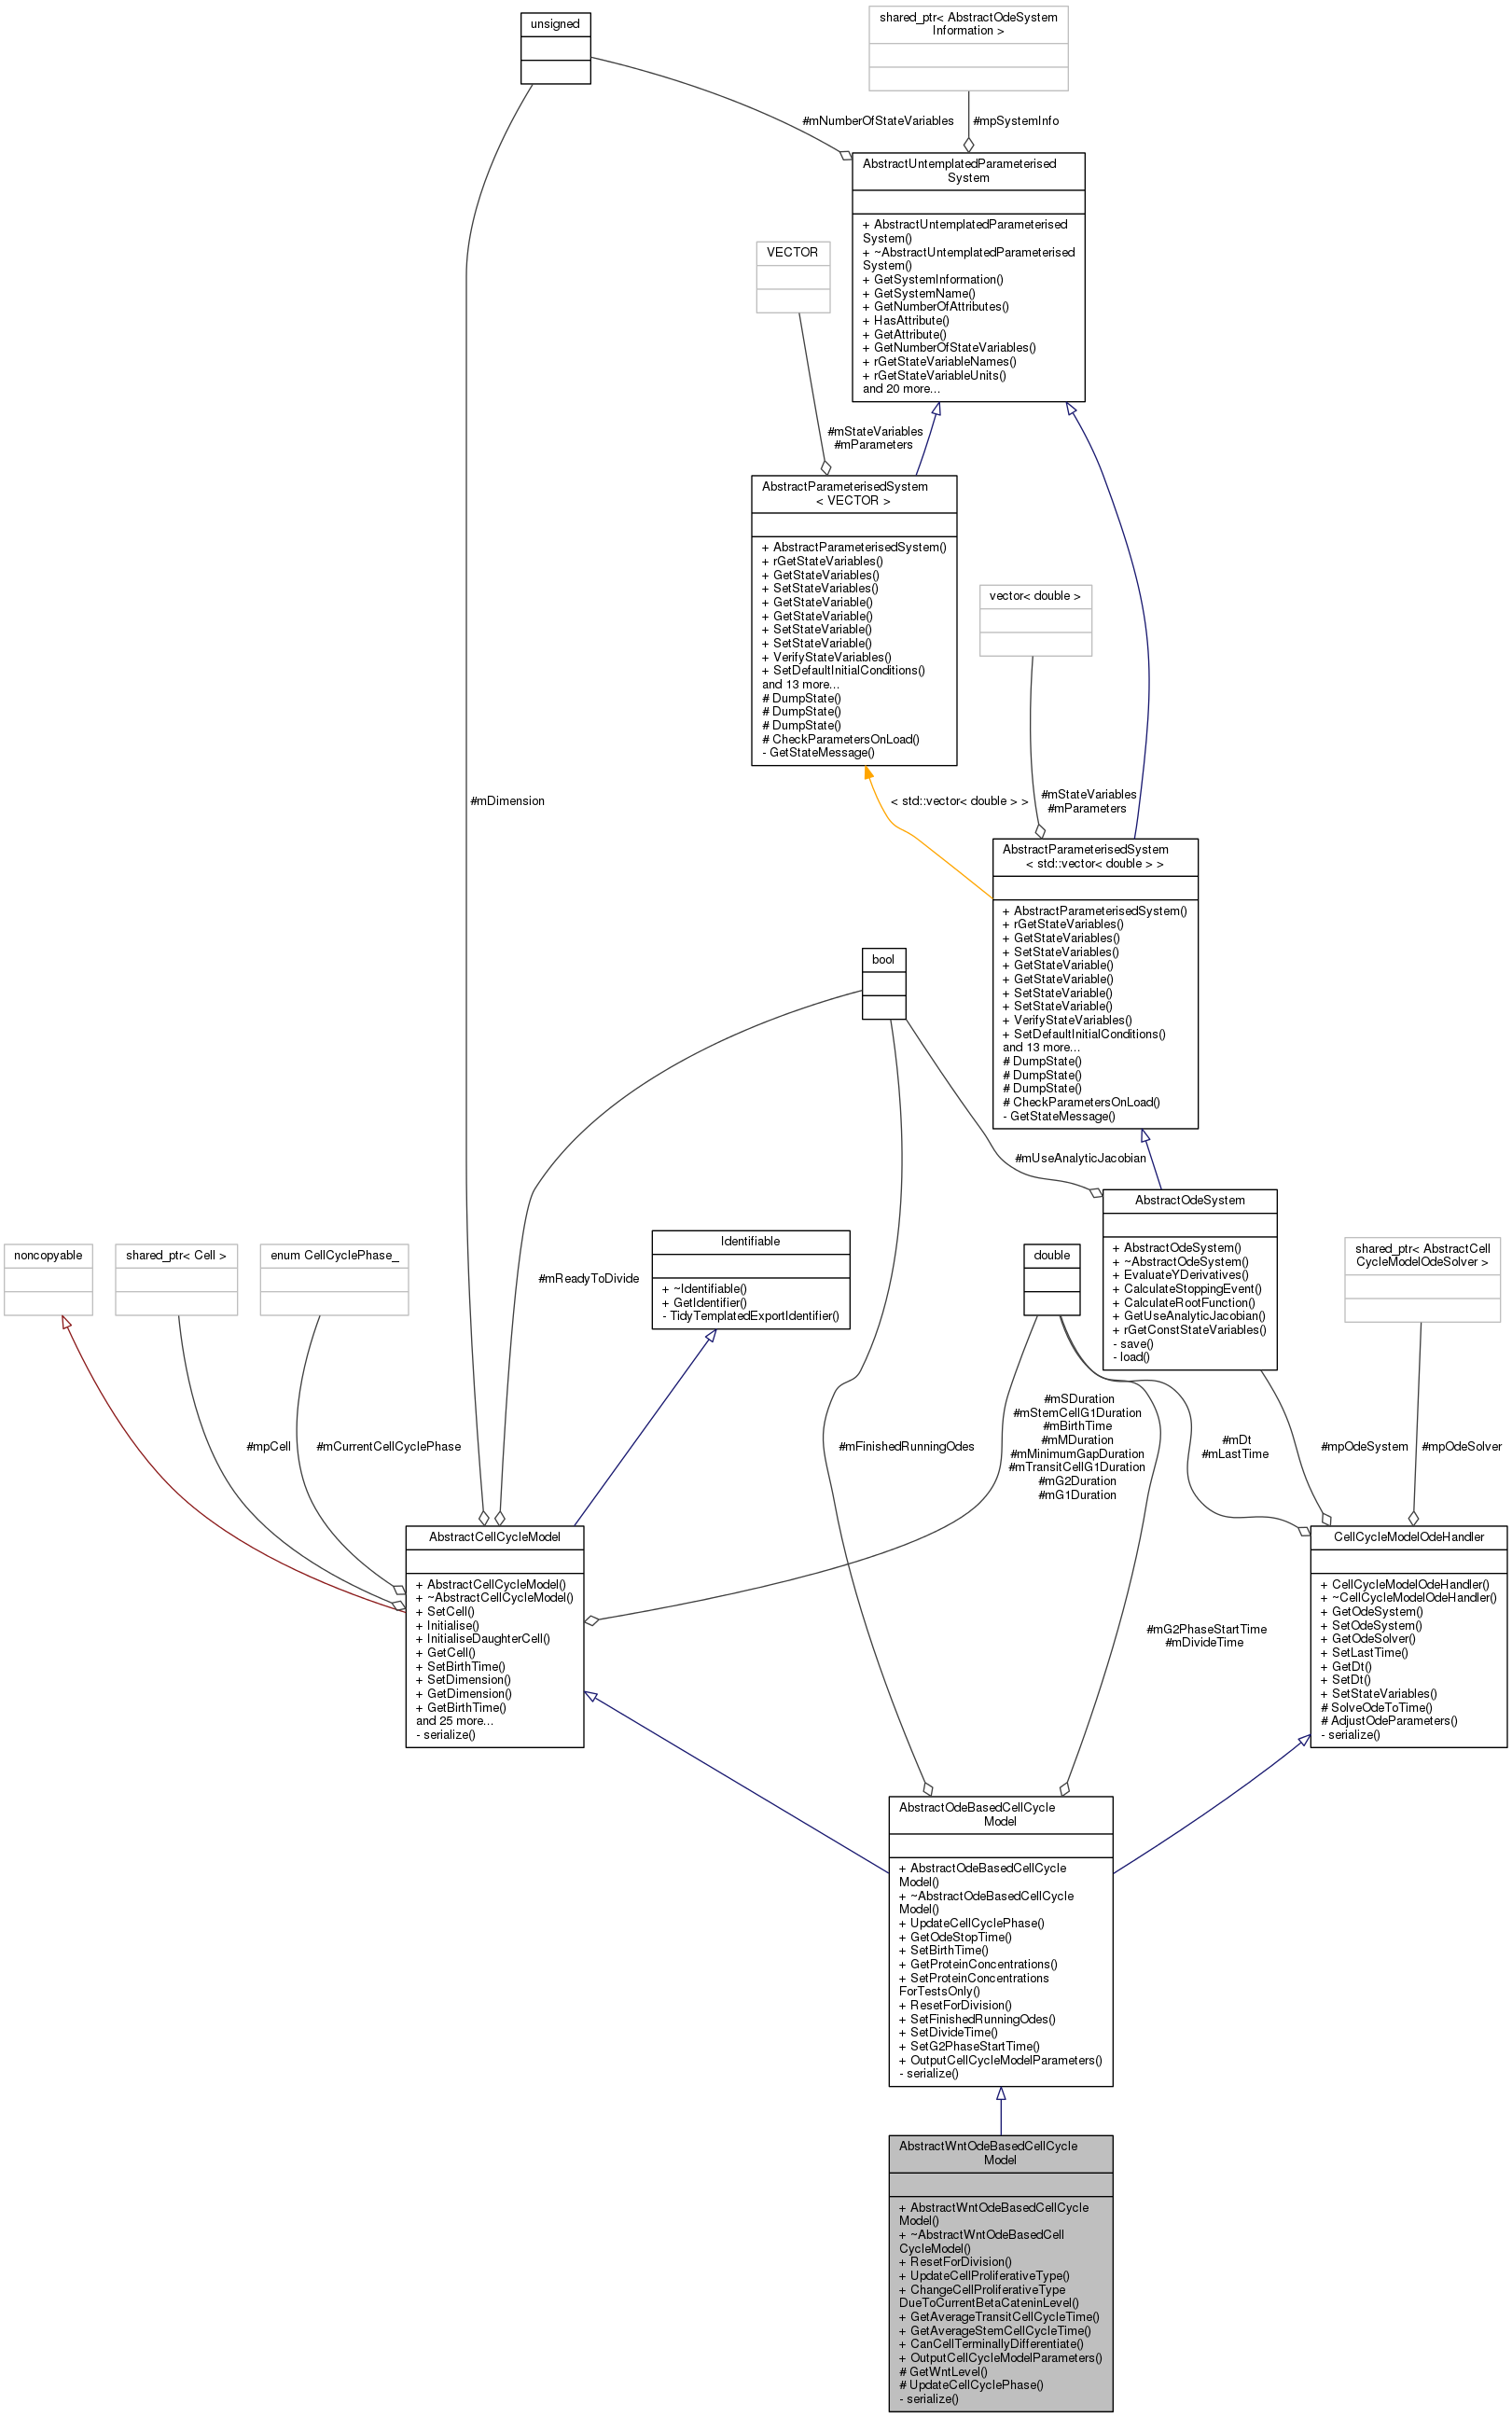 unsigned
shared_ptr< AbstractOdeSystem
Information >
#mNumberOfStateVariables
#mpSystemInfo
AbstractUntemplatedParameterised
System
+ AbstractUntemplatedParameterised
System()
+ ~AbstractUntemplatedParameterised
System()
+ GetSystemInformation()
+ GetSystemName()
+ GetNumberOfAttributes()
+ HasAttribute()
+ GetAttribute()
+ GetNumberOfStateVariables()
+ rGetStateVariableNames()
+ rGetStateVariableUnits()
and 20 more...
VECTOR
#mStateVariables
#mParameters
AbstractParameterisedSystem
< VECTOR >
+ AbstractParameterisedSystem()
+ rGetStateVariables()
+ GetStateVariables()
+ SetStateVariables()
+ GetStateVariable()
+ GetStateVariable()
+ SetStateVariable()
+ SetStateVariable()
+ VerifyStateVariables()
+ SetDefaultInitialConditions()
and 13 more...
# DumpState()
# DumpState()
# DumpState()
# CheckParametersOnLoad()
- GetStateMessage()
vector< double >
#mDimension
< std::vector< double > >
#mStateVariables
#mParameters
AbstractParameterisedSystem
< std::vector< double > >
+ AbstractParameterisedSystem()
+ rGetStateVariables()
+ GetStateVariables()
+ SetStateVariables()
+ GetStateVariable()
+ GetStateVariable()
+ SetStateVariable()
+ SetStateVariable()
+ VerifyStateVariables()
+ SetDefaultInitialConditions()
and 13 more...
# DumpState()
# DumpState()
# DumpState()
# CheckParametersOnLoad()
- GetStateMessage()
bool
#mUseAnalyticJacobian
AbstractOdeSystem
+ AbstractOdeSystem()
+ ~AbstractOdeSystem()
+ EvaluateYDerivatives()
+ CalculateStoppingEvent()
+ CalculateRootFunction()
+ GetUseAnalyticJacobian()
+ rGetConstStateVariables()
- save()
- load()
noncopyable
shared_ptr< Cell >
enum CellCyclePhase_
#mReadyToDivide
Identifiable
+ ~Identifiable()
+ GetIdentifier()
- TidyTemplatedExportIdentifier()
double
shared_ptr< AbstractCell
CycleModelOdeSolver >
#mpCell
#mCurrentCellCyclePhase
#mFinishedRunningOdes
#mSDuration
#mStemCellG1Duration
#mBirthTime
#mMDuration
#mMinimumGapDuration
#mTransitCellG1Duration
#mG2Duration
#mG1Duration
#mDt
#mLastTime
#mpOdeSystem
#mpOdeSolver
AbstractCellCycleModel
+ AbstractCellCycleModel()
+ ~AbstractCellCycleModel()
+ SetCell()
+ Initialise()
+ InitialiseDaughterCell()
+ GetCell()
+ SetBirthTime()
+ SetDimension()
+ GetDimension()
+ GetBirthTime()
and 25 more...
- serialize()
#mG2PhaseStartTime
#mDivideTime
CellCycleModelOdeHandler
+ CellCycleModelOdeHandler()
+ ~CellCycleModelOdeHandler()
+ GetOdeSystem()
+ SetOdeSystem()
+ GetOdeSolver()
+ SetLastTime()
+ GetDt()
+ SetDt()
+ SetStateVariables()
# SolveOdeToTime()
# AdjustOdeParameters()
- serialize()
AbstractOdeBasedCellCycle
Model
+ AbstractOdeBasedCellCycle
Model()
+ ~AbstractOdeBasedCellCycle
Model()
+ UpdateCellCyclePhase()
+ GetOdeStopTime()
+ SetBirthTime()
+ GetProteinConcentrations()
+ SetProteinConcentrations
ForTestsOnly()
+ ResetForDivision()
+ SetFinishedRunningOdes()
+ SetDivideTime()
+ SetG2PhaseStartTime()
+ OutputCellCycleModelParameters()
- serialize()
AbstractWntOdeBasedCellCycle
Model
+ AbstractWntOdeBasedCellCycle
Model()
+ ~AbstractWntOdeBasedCell
CycleModel()
+ ResetForDivision()
+ UpdateCellProliferativeType()
+ ChangeCellProliferativeType
DueToCurrentBetaCateninLevel()
+ GetAverageTransitCellCycleTime()
+ GetAverageStemCellCycleTime()
+ CanCellTerminallyDifferentiate()
+ OutputCellCycleModelParameters()
# GetWntLevel()
# UpdateCellCyclePhase()
- serialize()